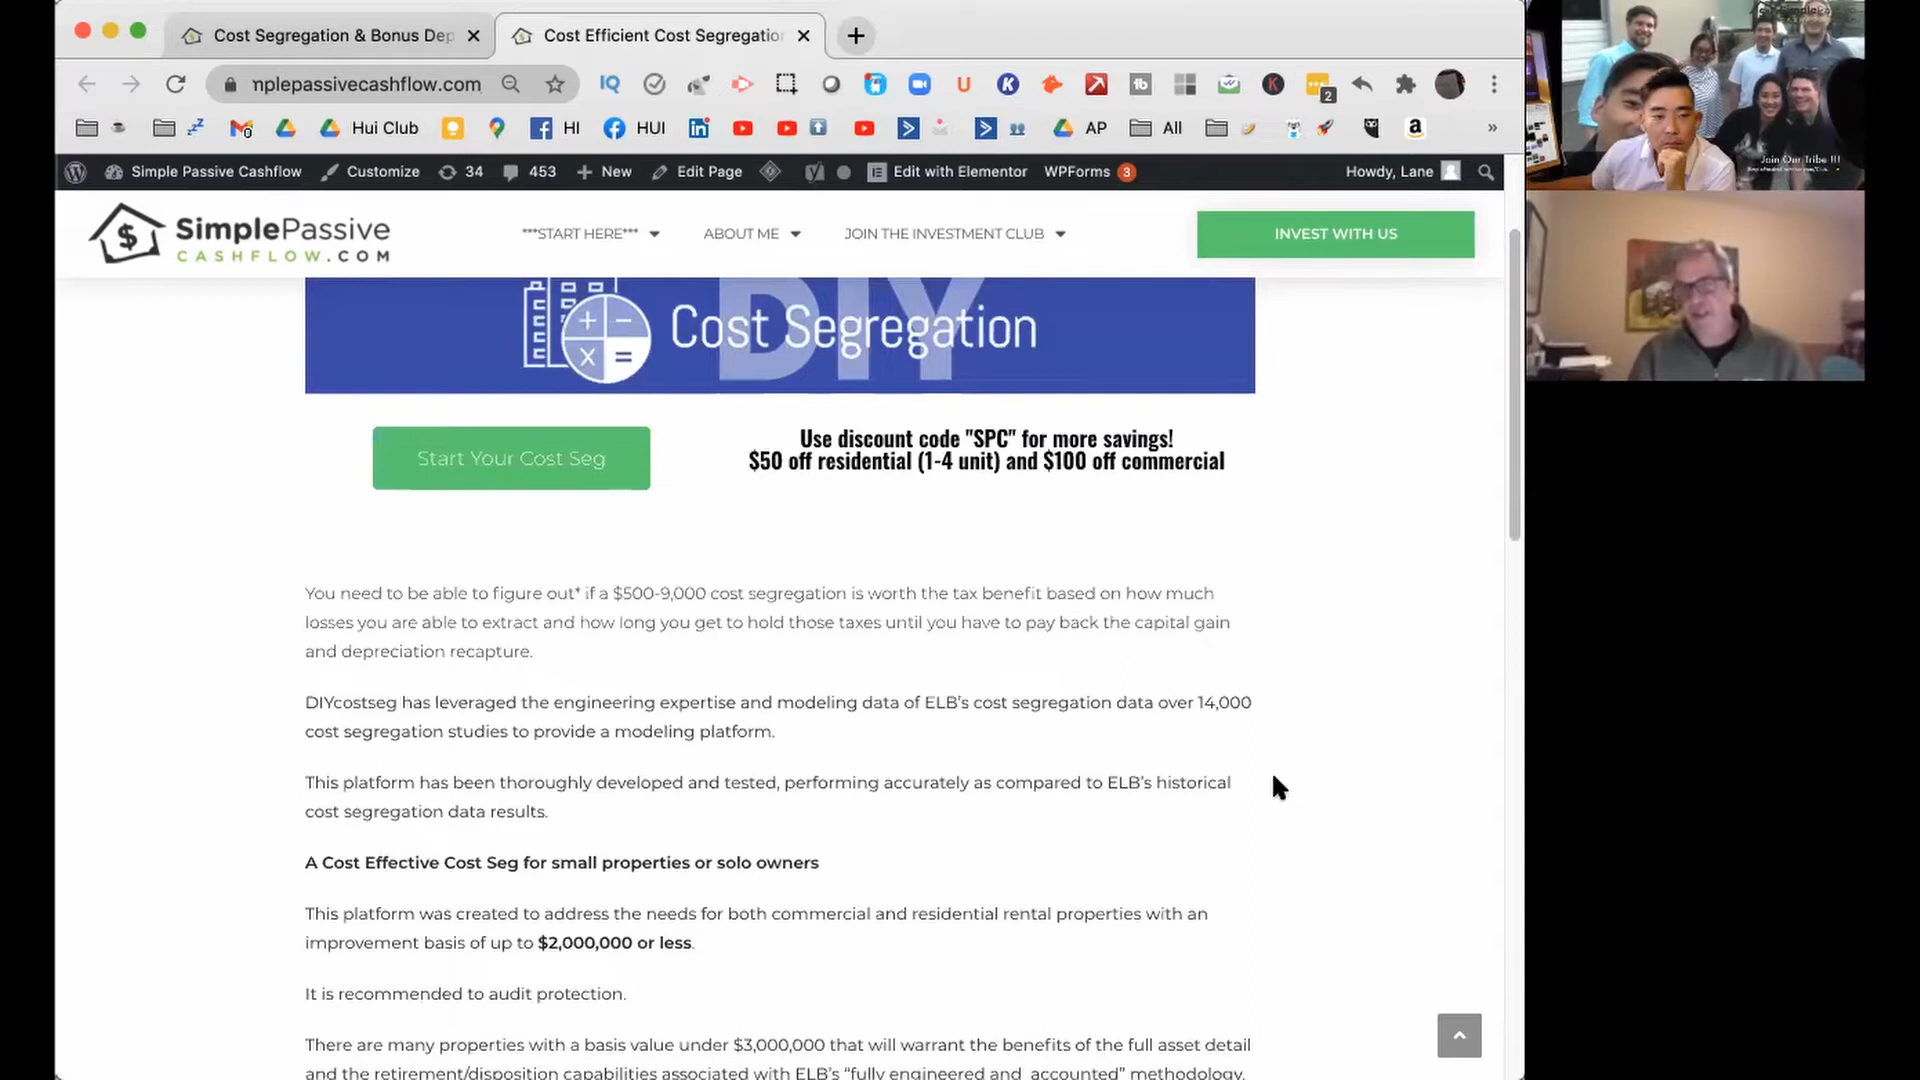 Cost Segregation & Bonus Dep
Cost Efficient Cost Segregation
nplepassivecashflow.com
IQ
U
K
tb
K
2
0
Hui Club
HI
HUI
AP
All
»
Simple Passive Cashflow
Customize
34
453
New
Edit Page
Edit with Elementor
WPForms
3
Howdy, Lane
SimplePassive
CASHFLOW.COM
***START HERE***
ABOUT ME
JOIN THE INVESTMENT CLUB
INVEST WITH US
DIY
Cost Segregation
Start Your Cost Seg
Use discount code "SPC" for more savings!
$50 off residential (1-4 unit) and $100 off commercial
You need to be able to figure out* if a $500-9,000 cost segregation is worth the tax benefit based on how much
losses you are able to extract and how long you get to hold those taxes until you have to pay back the capital gain
and depreciation recapture.
DIYcostseg has leveraged the engineering expertise and modeling data of ELB's cost segregation data over 14,000
cost segregation studies to provide a modeling platform.
This platform has been thoroughly developed and tested, performing accurately as compared to ELB's historical
cost segregation data results.
A Cost Effective Cost Seg for small properties or solo owners
This platform was created to address the needs for both commercial and residential rental properties with an
improvement basis of up to $2,000,000 or less.
It is recommended to audit protection.
There are many properties with a basis value under $3,000,000 that will warrant the benefits of the full asset detail
and the retirement/disposition capabilities associated with ELB's "fully engineered and accounted" methodology.
Join Our Tribe !!!